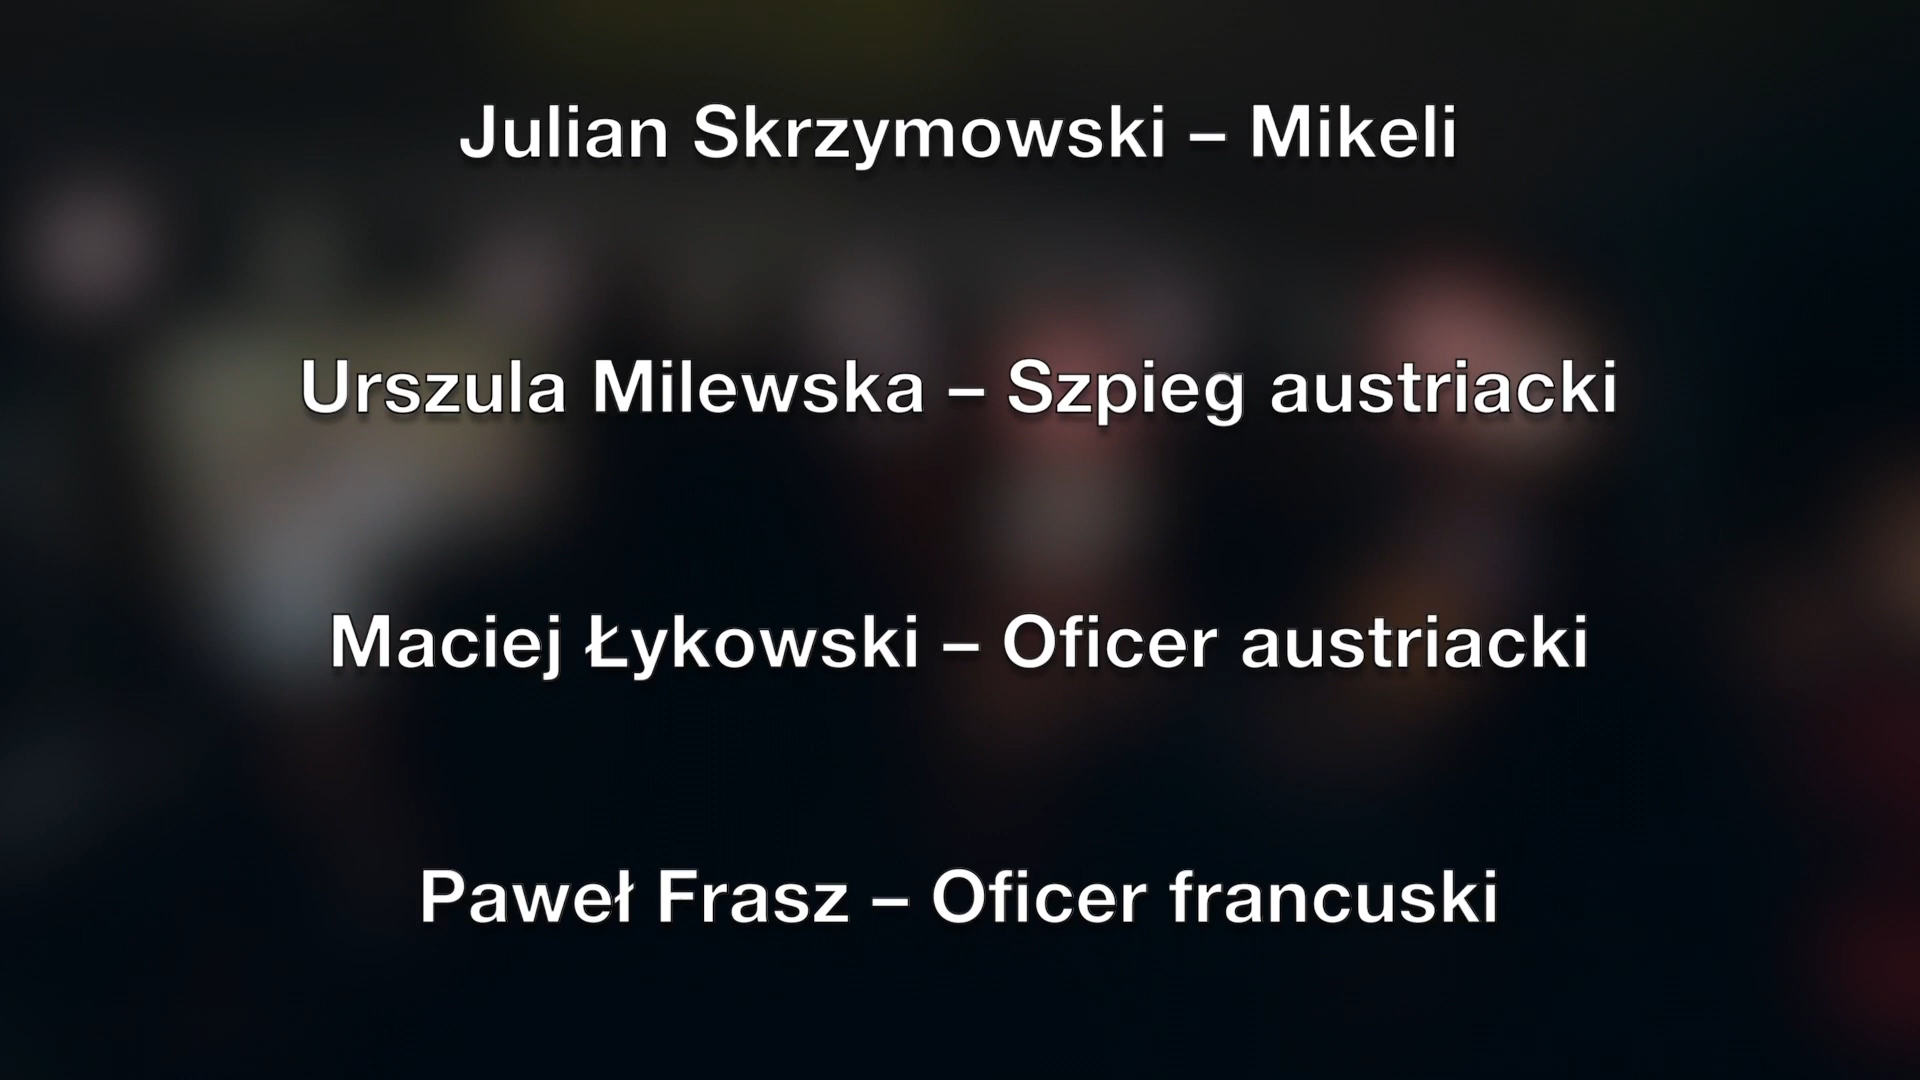 Julian Skrzymowski – Mikeli
Urszula Milewska – Szpieg austriacki
Maciej Łykowski – Oficer austriacki
Paweł Frasz – Oficer francuski